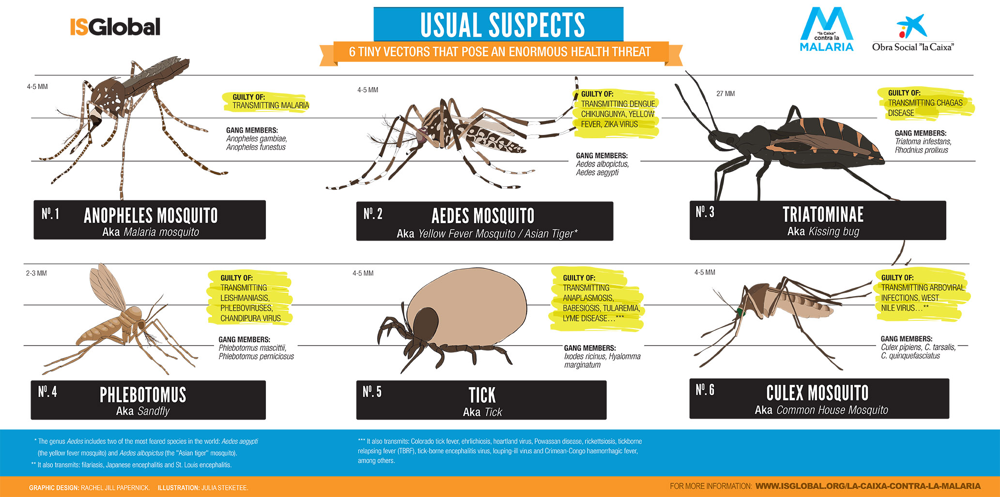 ISGlobal
USUAL SUSPECTS
6 TINY VECTORS THAT POSE AN ENORMOUS HEALTH THREAT
"la Caixa"
contra la
MALARIA
Obra Social "la Caixa"
4-5 MM
GUILTY OF:
TRANSMITTING MALARIA
GANG MEMBERS:
Anopheles gambiae,
Anopheles funestus
Nº. 1
ANOPHELES MOSQUITO
Aka Malaria mosquito
4-5 MM
GUILTY OF:
TRANSMITTING DENGUE,
CHIKUNGUNYA, YELLOW
FEVER, ZIKA VIRUS
GANG MEMBERS:
Aedes albopictus,
Aedes aegypti
Nº. 2
AEDES MOSQUITO
Aka Yellow Fever Mosquito / Asian Tiger*
27 MM
GUILTY OF:
TRANSMITTING CHAGAS
DISEASE
GANG MEMBERS:
Triatoma infestans,
Rhodnius prolixus
Nº. 3
TRIATOMINAE
Aka Kissing bug
2-3 MM
GUILTY OF:
TRANSMITTING
LEISHMANIASIS,
PHLEBOVIRUSES,
CHANDIPURA VIRUS
GANG MEMBERS:
Phlebotomus mascittii,
Phlebotomus perniciosus
Nº. 4
PHLEBOTOMUS
Aka Sandfly
4-5 MM
GUILTY OF:
TRANSMITTING
ANAPLASMOSIS,
BABESIOSIS, TULAREMIA,
LYME DISEASE...***
GANG MEMBERS:
Ixodes ricinus, Hyalomma
marginatum
Nº. 5
TICK
Aka Tick
4-5 MM
GUILTY OF:
TRANSMITTING ARBOVIRAL
INFECTIONS, WEST
NILE VIRUS...**
GANG MEMBERS:
Culex pipiens, C. tarsalis,
C. quinquefasciatus
Nº. 6
CULEX MOSQUITO
Aka Common House Mosquito
* The genus Aedes includes two of the most feared species in the world: Aedes aegypti
(the yellow fever mosquito) and Aedes albopictus (the "Asian tiger" mosquito).
** It also transmits: filariasis, Japanese encephalitis and St. Louis encephalitis.
*** It also transmits: Colorado tick fever, ehrlichiosis, heartland virus, Powassan disease, rickettsiosis, tickborne
relapsing fever (TBRF), tick-borne encephalitis virus, louping-ill virus and Crimean-Congo haemorrhagic fever,
among others.
GRAPHIC DESIGN: RACHEL JILL PAPERNICK. ILLUSTRATION: JULIA STEKETEE.
FOR MORE INFORMATION: WWW.ISGLOBAL.ORG/LA-CAIXA-CONTRA-LA-MALARIA